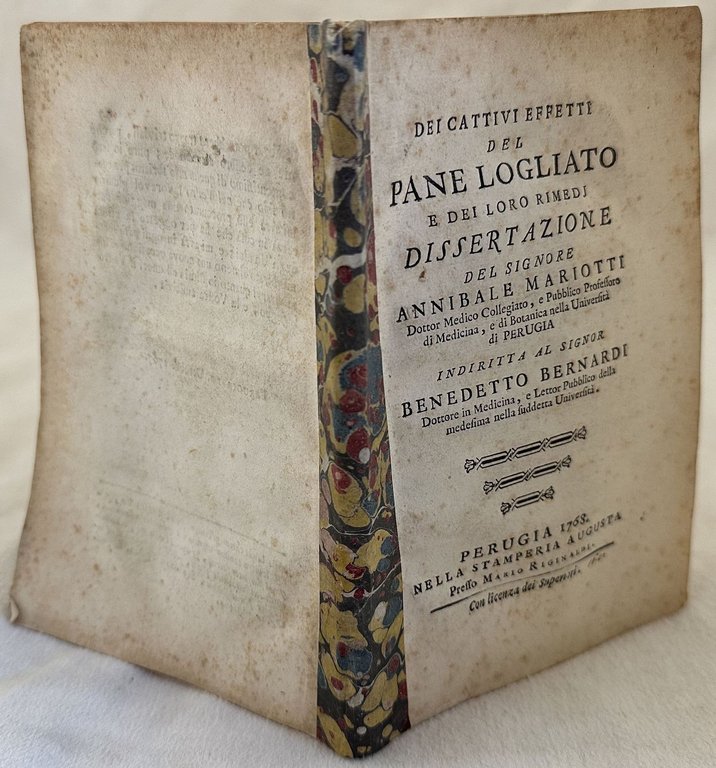 DEI CATTIVI EFFETTI
DEL
PANE LOGLIATO
E DEI LORO RIMEDI
DISSERTAZIONE
DEL SIGNORE
ANNIBALE MARIOTTI
Dottor Medico Collegiato, e Pubblico Profeſſore
di Medicina, e di Botanica nella Univerſità
di PERUGIA
INDIRITTA AL SIGNOR
BENEDETTO BERNARDI
Dottore in Medicina, e Lettor Pubblico della
medeſima nella ſuddetta Univerſità.
PERUGIA 1768.
NELLA STAMPERIA AUGUSTA
Preſſo MARIO REGINALDI.
Con licenza dei Superiori.